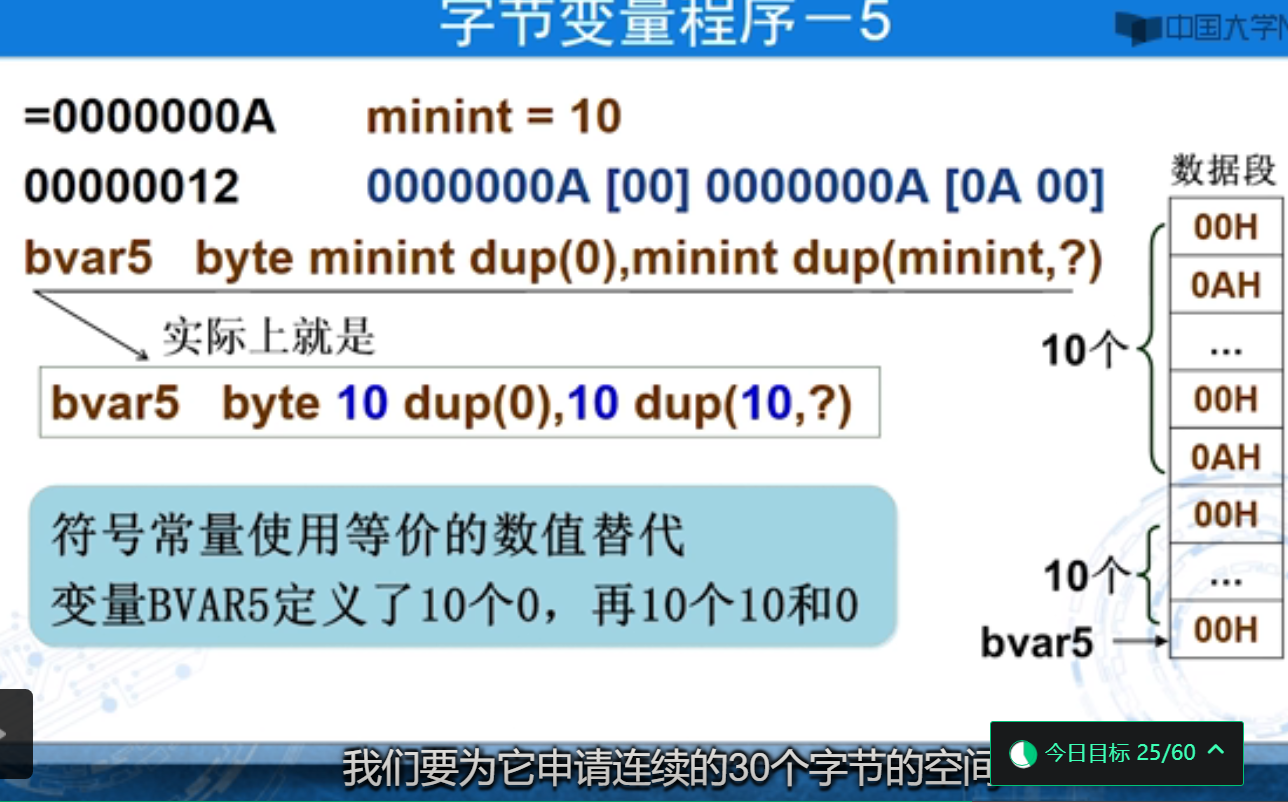 字节变量程序－5
中国大学M
=0000000A minint = 10
00000012 0000000A [00] 0000000A [0A 00]
bvar5 byte minint dup(0),minint dup(minint,?)
实际上就是
bvar5 byte 10 dup(0),10 dup(10,?)
符号常量使用等价的数值替代
变量BVAR5定义了10个0，再10个10和0
数据段
00H
0AH
10个
...
00H
0AH
00H
10个
...
bvar5
00H
我们要为它申请连续的30个字节的空间
今日目标 25/60